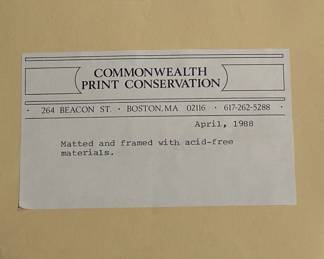 COMMONWEALTH
PRINT CONSERVATION
· 264 BEACON ST. · BOSTON, MA 02116 · 617-262-5288 ·
April, 1988
Matted and framed with acid-free
materials.